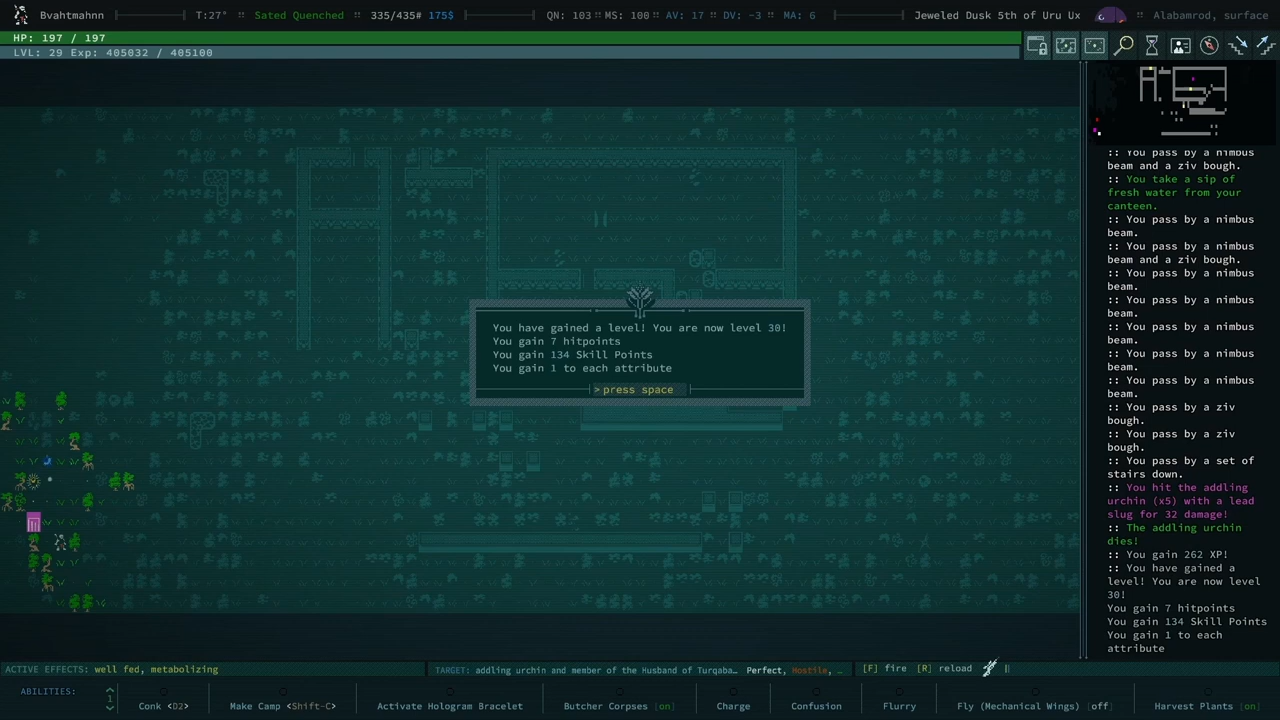 Bvahtmahnn T:27° Sated Quenched 335/435# 175$ QN: 103 MS: 100 AV: 17 DV: -3 MA: 6 Jeweled Dusk 5th of Uru Ux Alabamrod, surface
HP: 197 / 197
LVL: 29 Exp: 405032 / 405100
You have gained a level! You are now level 30!
You gain 7 hitpoints
You gain 134 Skill Points
You gain 1 to each attribute
> press space
:: You pass by a nimbus
beam and a ziv bough.
:: You take a sip of
fresh water from your
canteen.
:: You pass by a nimbus
beam.
:: You pass by a nimbus
beam and a ziv bough.
:: You pass by a nimbus
beam.
:: You pass by a nimbus
beam.
:: You pass by a nimbus
beam.
:: You pass by a nimbus
beam.
:: You pass by a nimbus
beam.
:: You pass by a ziv
bough.
:: You pass by a ziv
bough.
:: You pass by a set of
stairs down.
:: You hit the addling
urchin (x5) with a lead
slug for 32 damage!
:: The addling urchin
dies!
:: You gain 262 XP!
:: You have gained a
level! You are now level
30!
You gain 7 hitpoints
You gain 134 Skill Points
You gain 1 to each
attribute
ACTIVE EFFECTS: well fed, metabolizing
TARGET: addling urchin and member of the Husband of Turqaba… Perfect, Hostile, …
[F] fire [R] reload
ABILITIES: 1 Conk <D2> Make Camp <Shift-C> Activate Hologram Bracelet Butcher Corpses [on] Charge Confusion Flurry Fly (Mechanical Wings) [off] Harvest Plants [on]